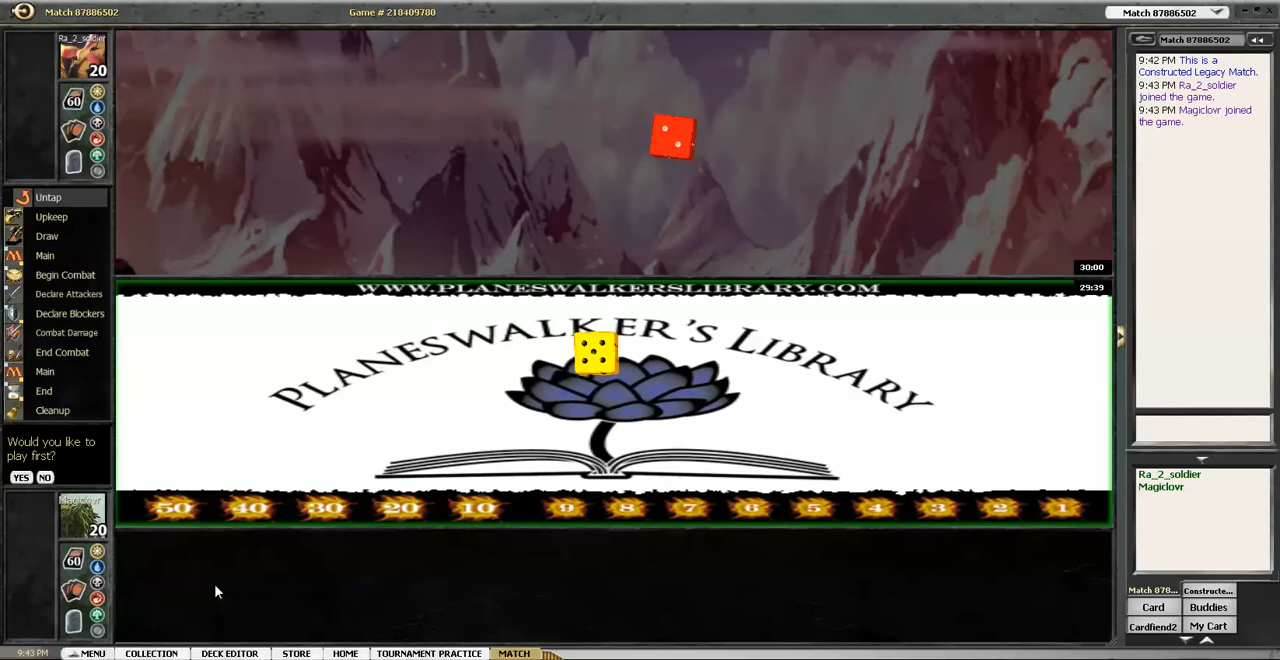 Match 87886502
Game # 218409780
Match 87886502
Ra_2_soldier
20
60
Untap
Upkeep
Draw
Main
Begin Combat
Declare Attackers
Declare Blockers
Combat Damage
End Combat
Main
End
Cleanup
Would you like to
play first?
YES NO
Magiclovr
20
60
30:00
29:39
WWW.PLANESWALKERSLIBRARY.COM
PLANESWALKER'S LIBRARY
50 40 30 20 10 9 8 7 6 5 4 3 2 1
Match 87886502
9:42 PM This is a
Constructed Legacy Match.
9:43 PM Ra_2_soldier
joined the game.
9:43 PM Magiclovr joined
the game.
Ra_2_soldier
Magiclovr
Match 878... Constructe...
Card Buddies
Cardfiend2 My Cart
9:43 PM MENU COLLECTION DECK EDITOR STORE HOME TOURNAMENT PRACTICE MATCH